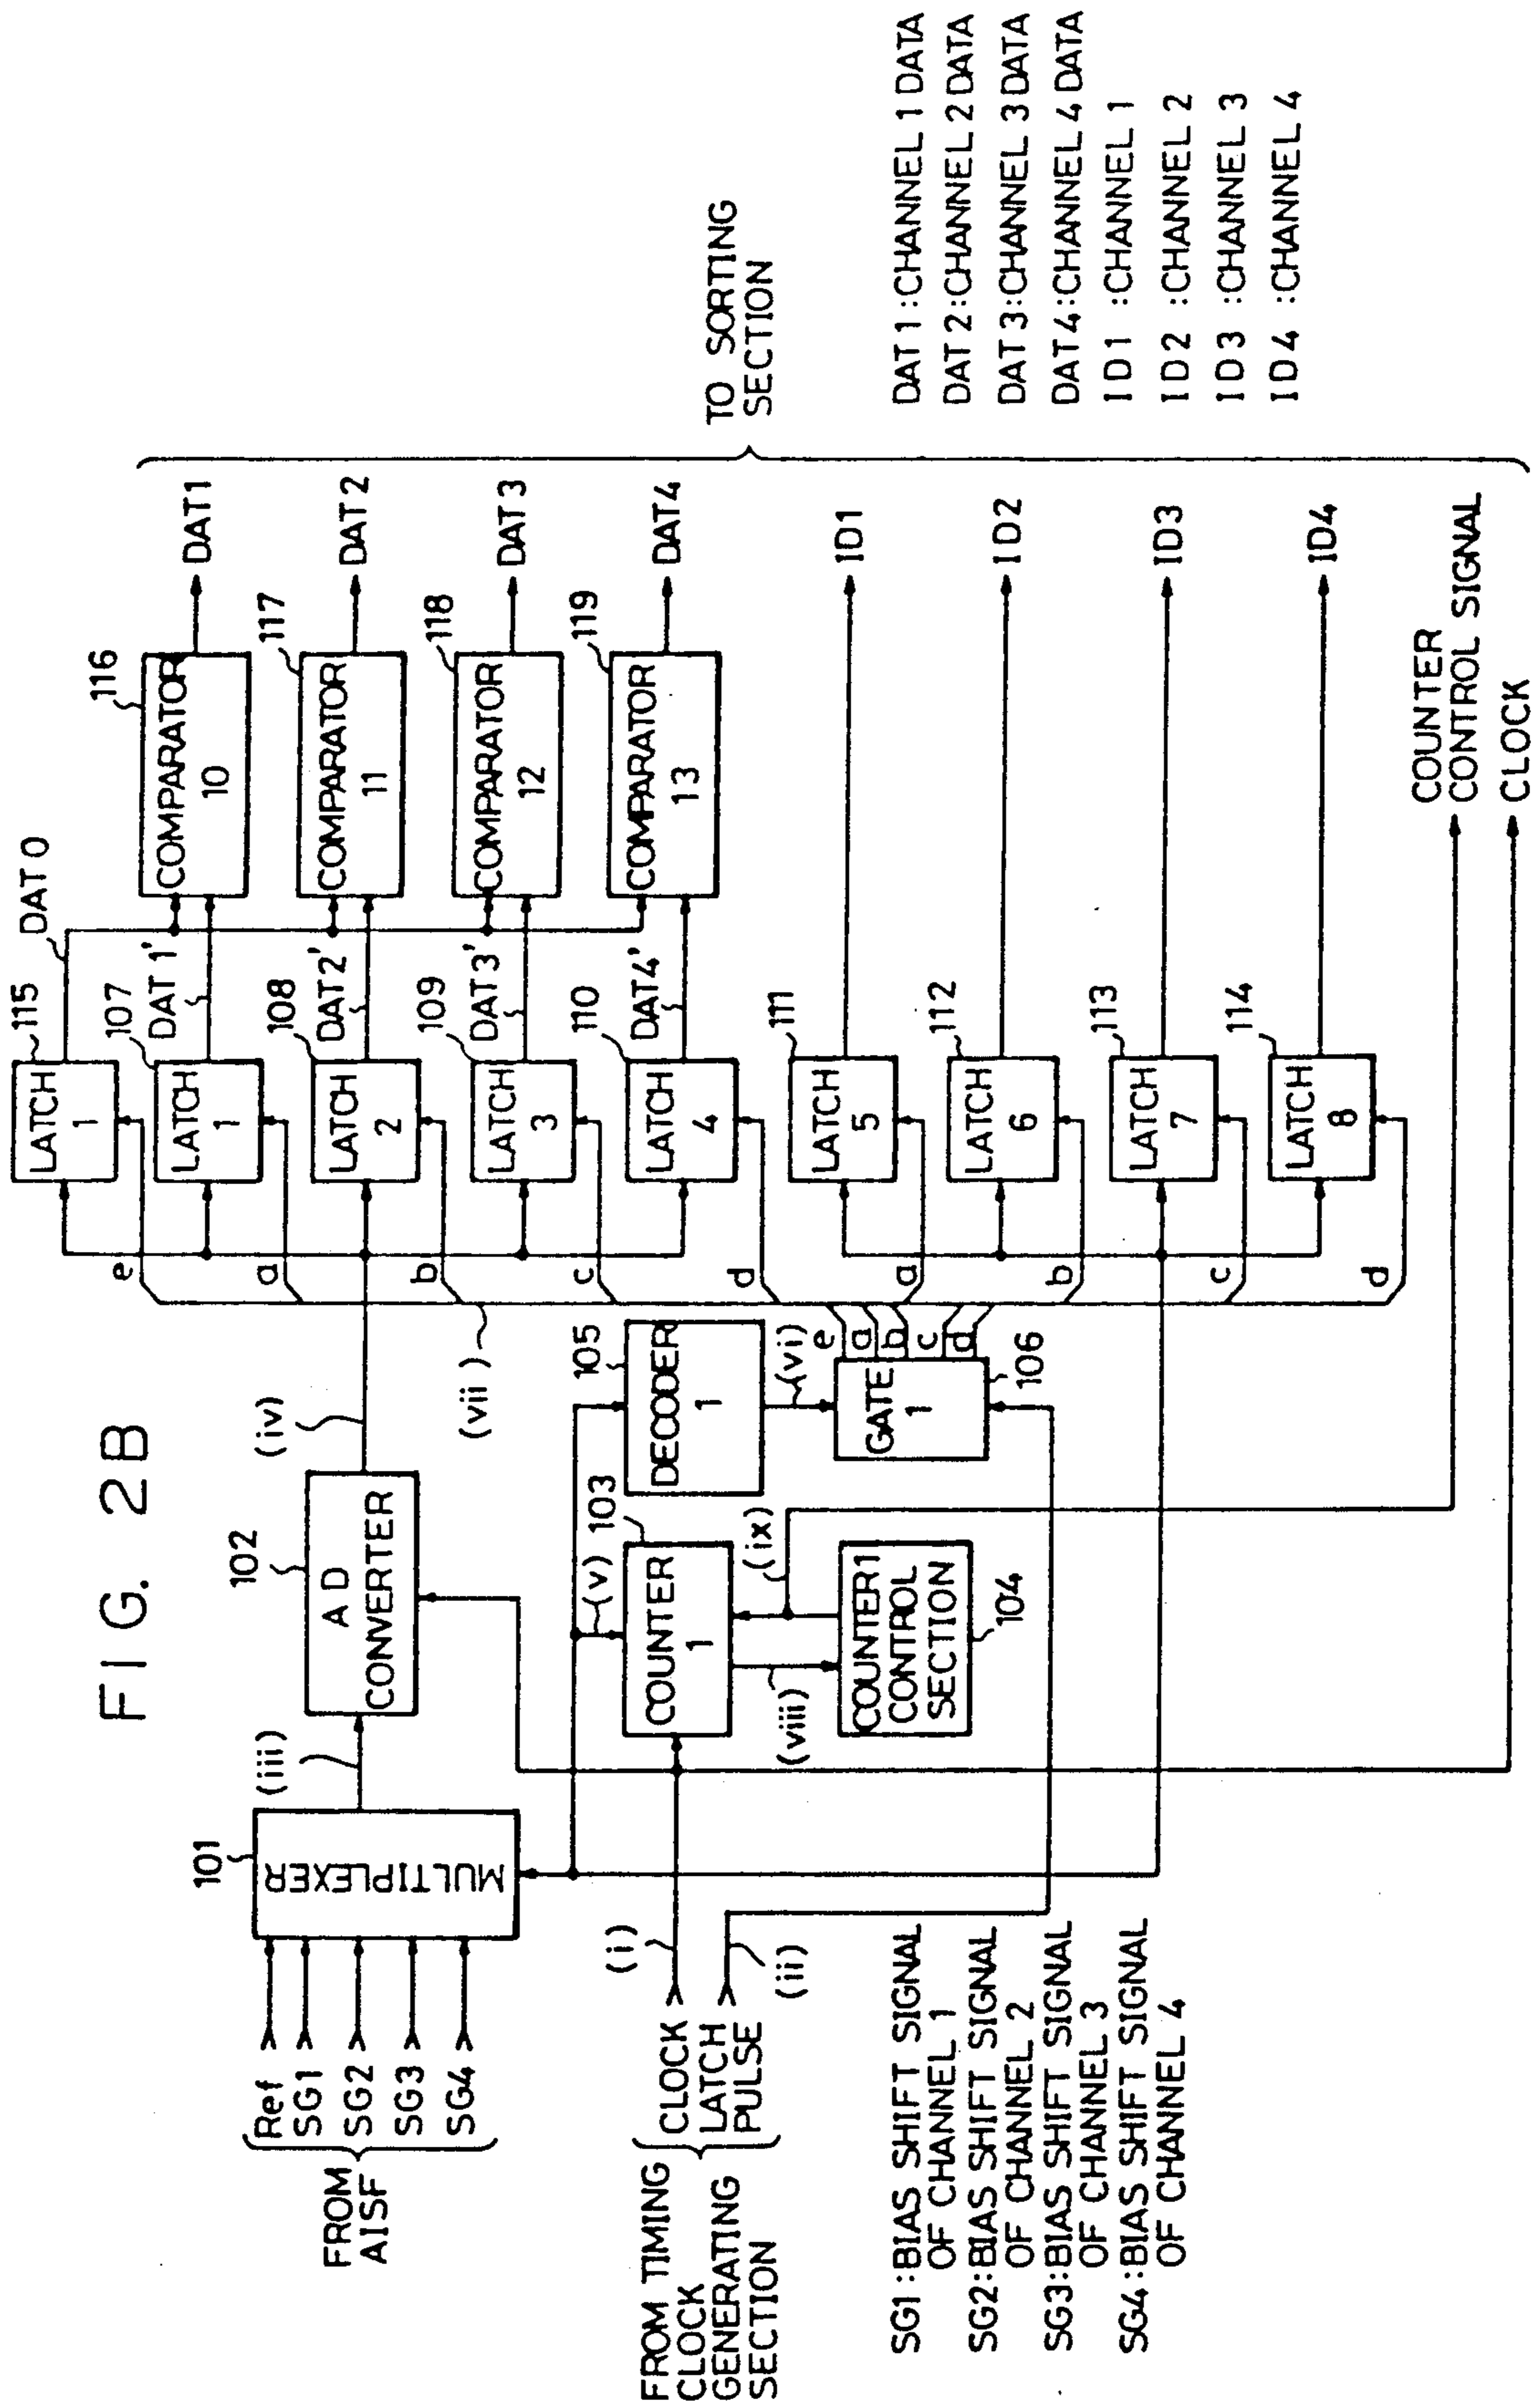 FIG. 2B
FROM
AISF
Ref
SG1
SG2
SG3
SG4
101
MULTIPLEXER
(iii)
102
A D
CONVERTER
(iv)
FROM TIMING
CLOCK
GENERATING
SECTION
CLOCK
LATCH
PULSE
(i)
(ii)
(v)
103
COUNTER
1
(viii)
(ix)
COUNTER1
CONTROL
SECTION
104
105
DECODER
1
(vi)
GATE
1
106
e
a
b
c
d
(vii)
e
a
b
c
d
a
b
c
d
115
LATCH
1
DAT0
107
LATCH
1
DAT1'
108
LATCH
2
DAT2'
109
LATCH
3
DAT3'
110
LATCH
4
DAT4'
111
LATCH
5
112
LATCH
6
113
LATCH
7
114
LATCH
8
116
COMPARATOR
10
DAT1
117
COMPARATOR
11
DAT2
118
COMPARATOR
12
DAT3
119
COMPARATOR
13
DAT4
ID1
ID2
ID3
ID4
COUNTER
CONTROL SIGNAL
CLOCK
TO SORTING
SECTION
SG1:BIAS SHIFT SIGNAL
OF CHANNEL 1
SG2:BIAS SHIFT SIGNAL
OF CHANNEL 2
SG3:BIAS SHIFT SIGNAL
OF CHANNEL 3
SG4:BIAS SHIFT SIGNAL
OF CHANNEL 4
DAT1:CHANNEL 1 DATA
DAT2:CHANNEL 2 DATA
DAT3:CHANNEL 3 DATA
DAT4:CHANNEL 4 DATA
ID1 :CHANNEL 1
ID2 :CHANNEL 2
ID3 :CHANNEL 3
ID4 :CHANNEL 4